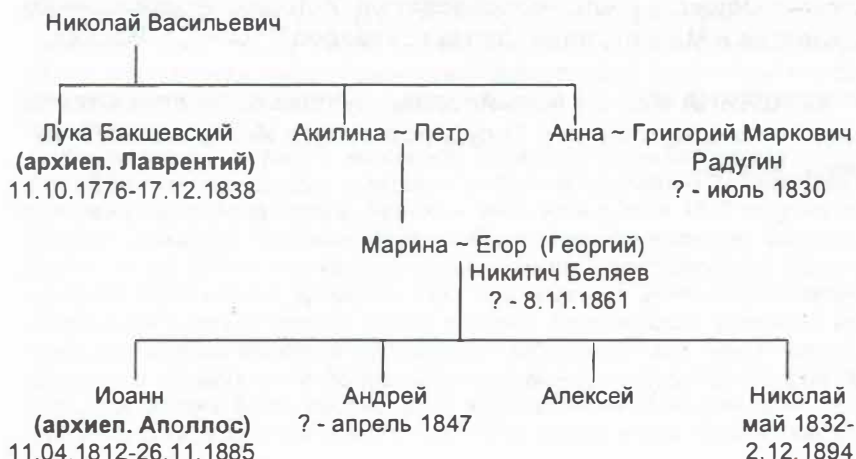 Николай Васильевич
Лука Бакшевский
(архиеп. Лаврентий)
11.10.1776-17.12.1838
Акилина ~ Петр
Анна ~ Григорий Маркович
Радугин
? - июль 1830
Марина ~ Егор (Георгий)
Никитич Беляев
? - 8.11.1861
Иоанн
(архиеп. Аполлос)
11.04.1812-26.11.1885
Андрей
? - апрель 1847
Алексей
Николай
май 1832-
2.12.1894